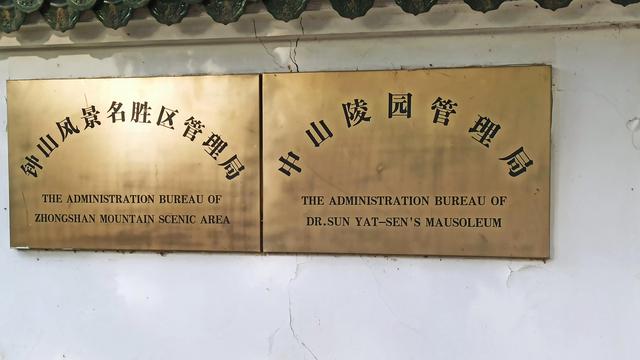 钟山风景名胜区管理局
THE ADMINISTRATION BUREAU OF
ZHONGSHAN MOUNTAIN SCENIC AREA
中山陵园管理局
THE ADMINISTRATION BUREAU OF
DR.SUN YAT-SEN'S MAUSOLEUM